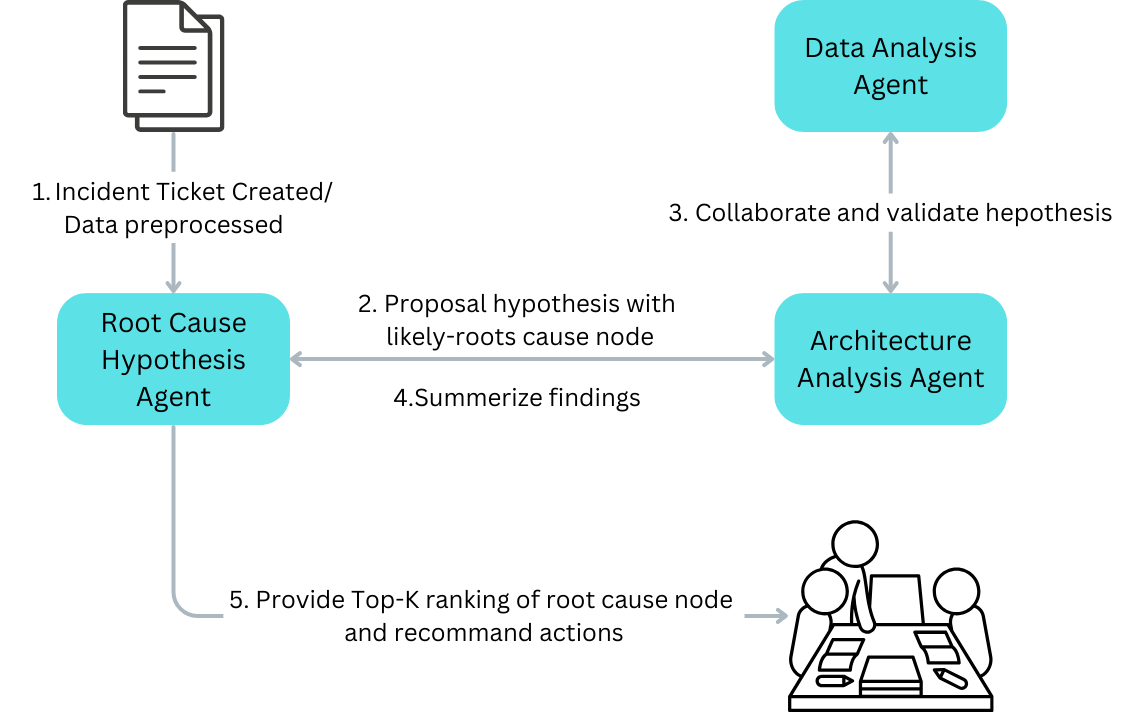 Data Analysis
Agent
1. Incident Ticket Created/
Data preprocessed
3. Collaborate and validate hepothesis
2. Proposal hypothesis with
likely-roots cause node
Root Cause
Hypothesis
Agent
Architecture
Analysis Agent
4.Summerize findings
5. Provide Top-K ranking of root cause node
and recommand actions